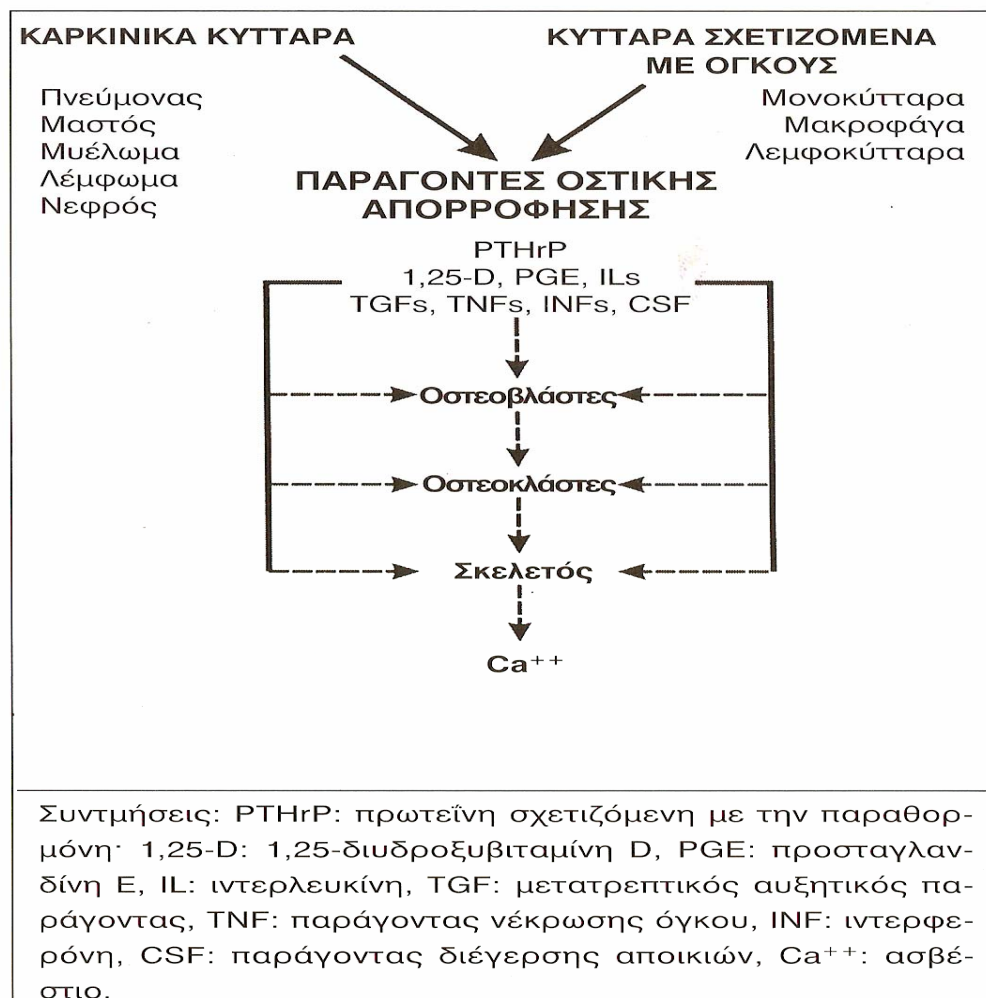 ΚΑΡΚΙΝΙΚΑ ΚΥΤΤΑΡΑ
Πνεύμονας
Μαστός
Μυέλωμα
Λέμφωμα
Νεφρός
ΚΥΤΤΑΡΑ ΣΧΕΤΙΖΟΜΕΝΑ
ΜΕ ΟΓΚΟΥΣ
Μονοκύτταρα
Μακροφάγα
Λεμφοκύτταρα
ΠΑΡΑΓΟΝΤΕΣ ΟΣΤΙΚΗΣ
ΑΠΟΡΡΟΦΗΣΗΣ
PTHrP
1,25-D, PGE, ILs
TGFs, TNFs, INFs, CSF
Οστεοβλάστες
Οστεοκλάστες
Σκελετός
Ca⁺⁺
Συντμήσεις: PTHrP: πρωτεΐνη σχετιζόμενη με την παραθορ-
μόνη· 1,25-D: 1,25-διυδροξυβιταμίνη D, PGE: προσταγλαν-
δίνη E, IL: ιντερλευκίνη, TGF: μετατρεπτικός αυξητικός πα-
ράγοντας, TNF: παράγοντας νέκρωσης όγκου, INF: ιντερφε-
ρόνη, CSF: παράγοντας διέγερσης αποικιών, Ca⁺⁺: ασβέ-
στιο.